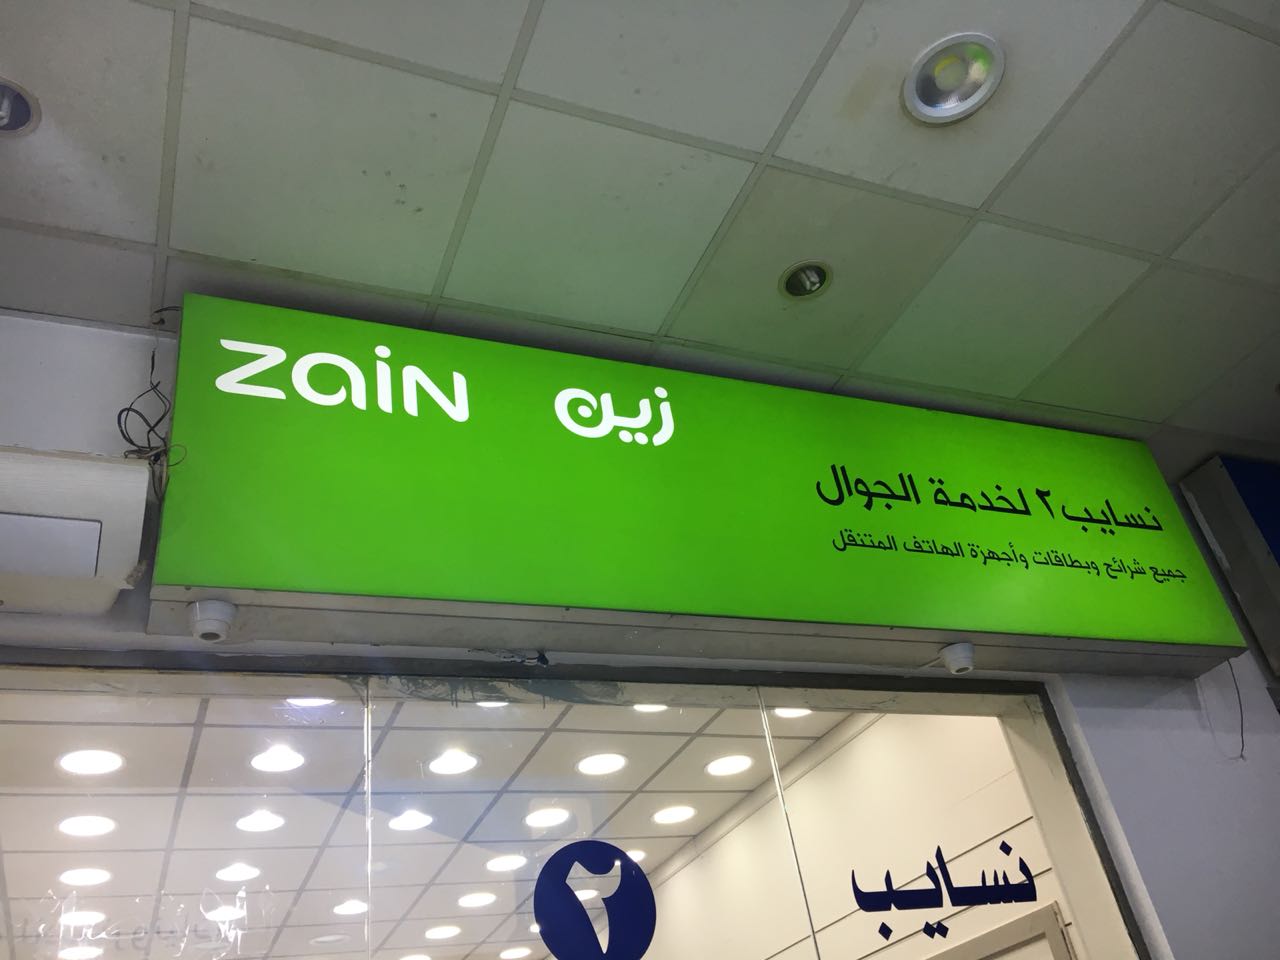 zain زين
نسايب ٢ لخدمة الجوال
جميع شرائح وبطاقات وأجهزة الهاتف المتنقل
نسايب ٢